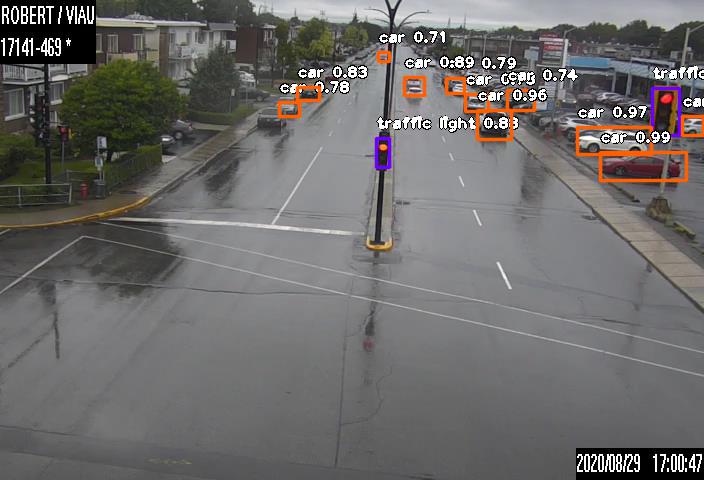 ROBERT / VIAU
17141-469 *
car 0.71
car 0.83
car 0.89
0.79
car 0.78
car 0.74
car 0.96
traffic
car 0.97
car
traffic light 0.88
car 0.99
2020/08/29 17:00:47